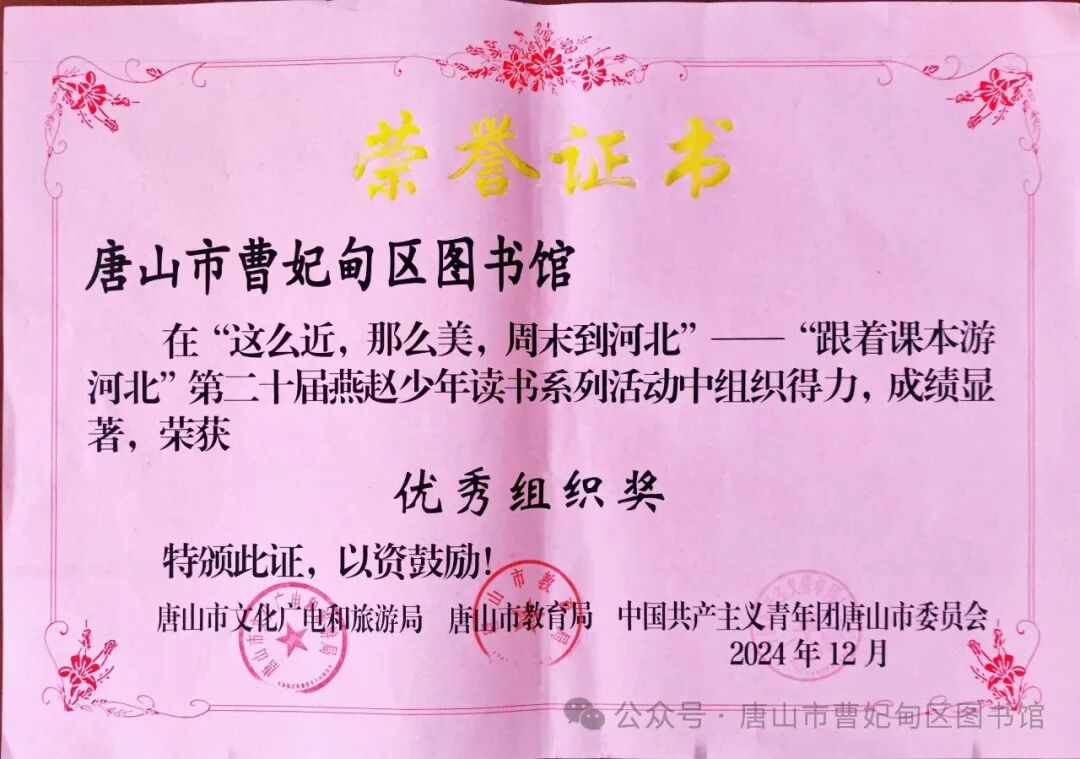 荣誉证书
唐山市曹妃甸区图书馆
在“这么近，那么美，周末到河北”——“跟着课本游
河北”第二十届燕赵少年读书系列活动中组织得力，成绩显
著，荣获
优秀组织奖
特颁此证，以资鼓励！
唐山市文化广电和旅游局 唐山市教育局 中国共产主义青年团唐山市委员会
2024 年 12 月
公众号 · 唐山市曹妃甸区图书馆